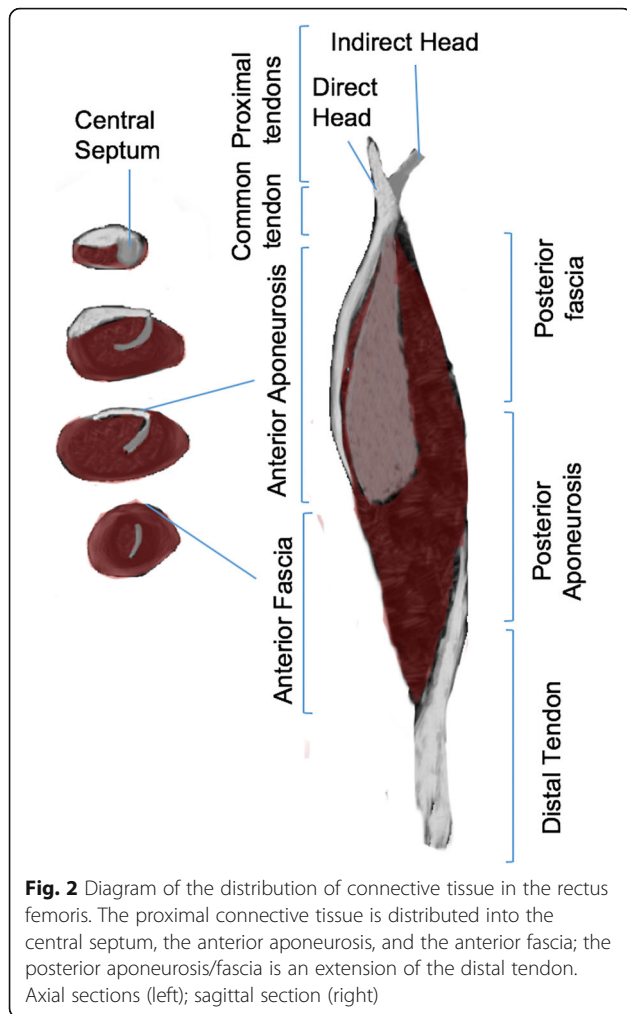 Indirect Head
Direct
Head
Central
Septum
Proximal
tendons
Common
tendon
Anterior Aponeurosis
Anterior Fascia
Posterior
fascia
Posterior
Aponeurosis
Distal Tendon
Fig. 2 Diagram of the distribution of connective tissue in the rectus
femoris. The proximal connective tissue is distributed into the
central septum, the anterior aponeurosis, and the anterior fascia; the
posterior aponeurosis/fascia is an extension of the distal tendon.
Axial sections (left); sagittal section (right)